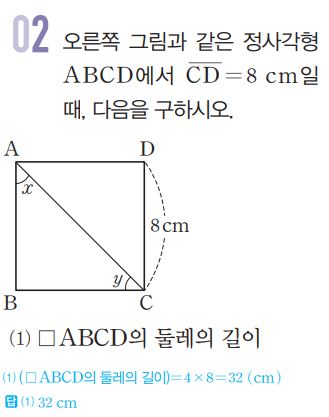 02 오른쪽 그림과 같은 정사각형
ABCD에서 C͞D͞=8 cm일
때, 다음을 구하시오.
A D
x
8 cm
y
B C
(1) □ABCD의 둘레의 길이
(1) (□ABCD의 둘레의 길이)=4×8=32 (cm)
답 (1) 32 cm